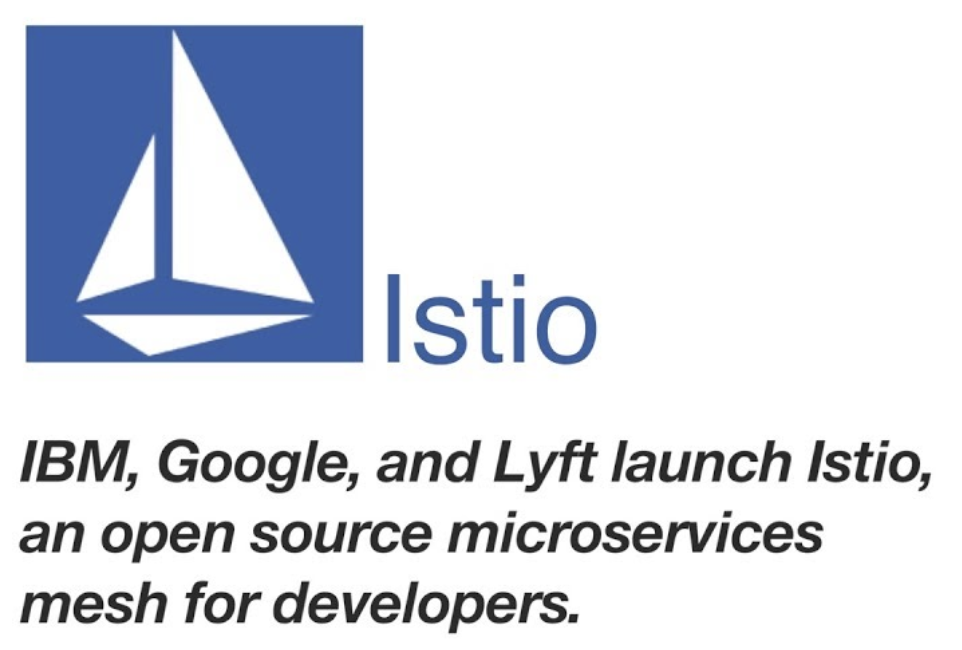 Istio
IBM, Google, and Lyft launch Istio,
an open source microservices
mesh for developers.